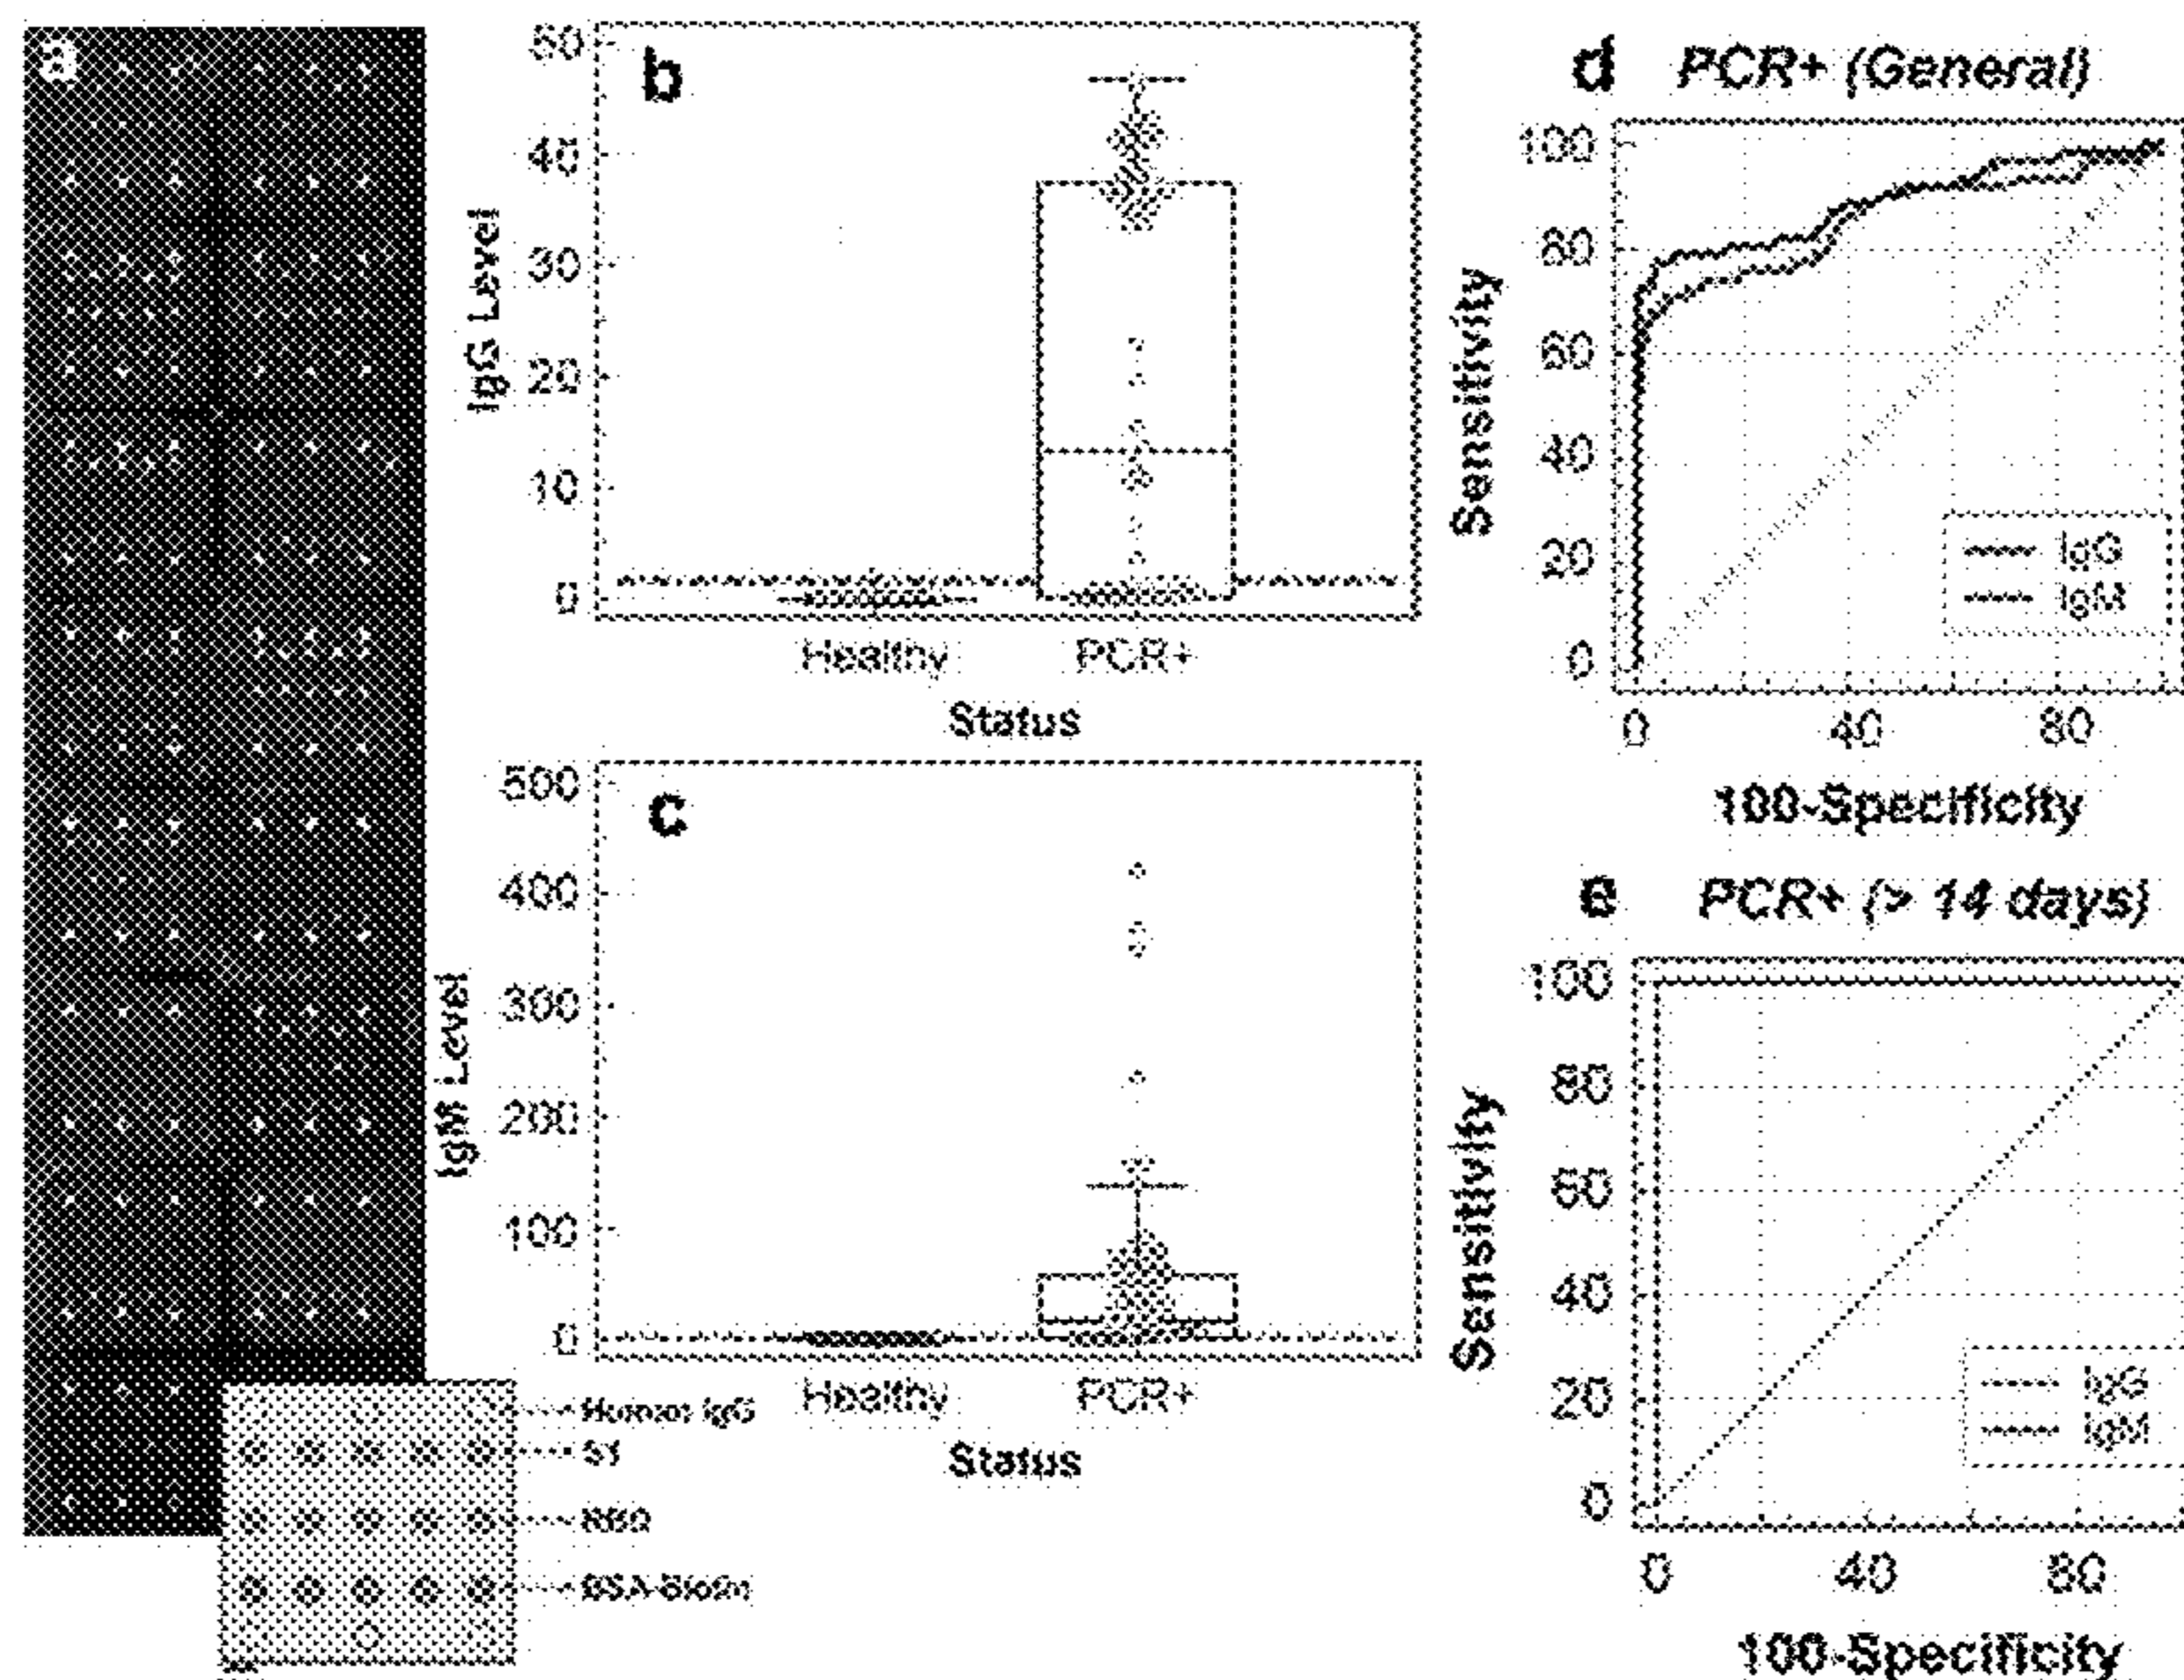 a
b
50
40
30
20
10
0
IgG Level
Healthy PCR+
Status
c
500
400
300
200
100
0
IgM Level
Healthy PCR+
Status
Human IgG
S1
RBD
BSA-Biotin
d PCR+ (General)
100
80
60
40
20
0
Sensitivity
IgG
IgM
0 40 80
100-Specificity
e PCR+ (> 14 days)
100
80
60
40
20
0
Sensitivity
IgG
IgM
0 40 80
100-Specificity